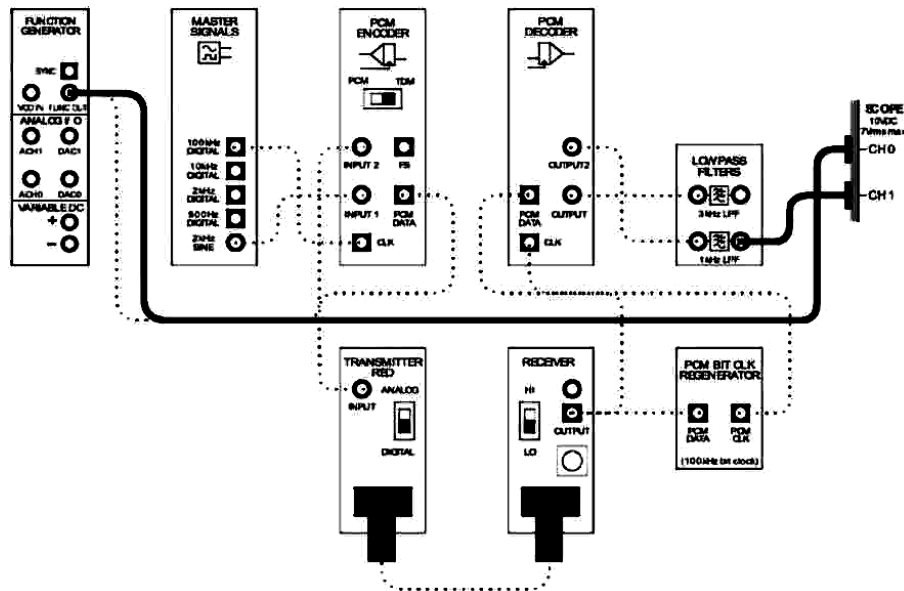 FUNCTION
GENERATOR
SYNC
VCO IN
FUNC OUT
ANALOG I/O
ACH1
DAC1
ACH0
DAC0
VARIABLE DC
+
−
MASTER
SIGNALS
100kHz
DIGITAL
10kHz
DIGITAL
2kHz
DIGITAL
500Hz
DIGITAL
2kHz
SINE
PCM
ENCODER
PCM
TDM
INPUT 2
FS
INPUT 1
PCM
DATA
CLK
PCM
DECODER
OUTPUT2
OUTPUT
PCM
DATA
CLK
LOWPASS
FILTERS
3kHz LPF
1kHz LPF
SCOPE
10VDC
7Vrms max
CH0
CH1
TRANSMITTER
RED
INPUT
ANALOG
DIGITAL
RECEIVER
HI
LO
OUTPUT
PCM BIT CLK
REGENERATOR
PCM
DATA
PCM
CLK
(100kHz bit clock)